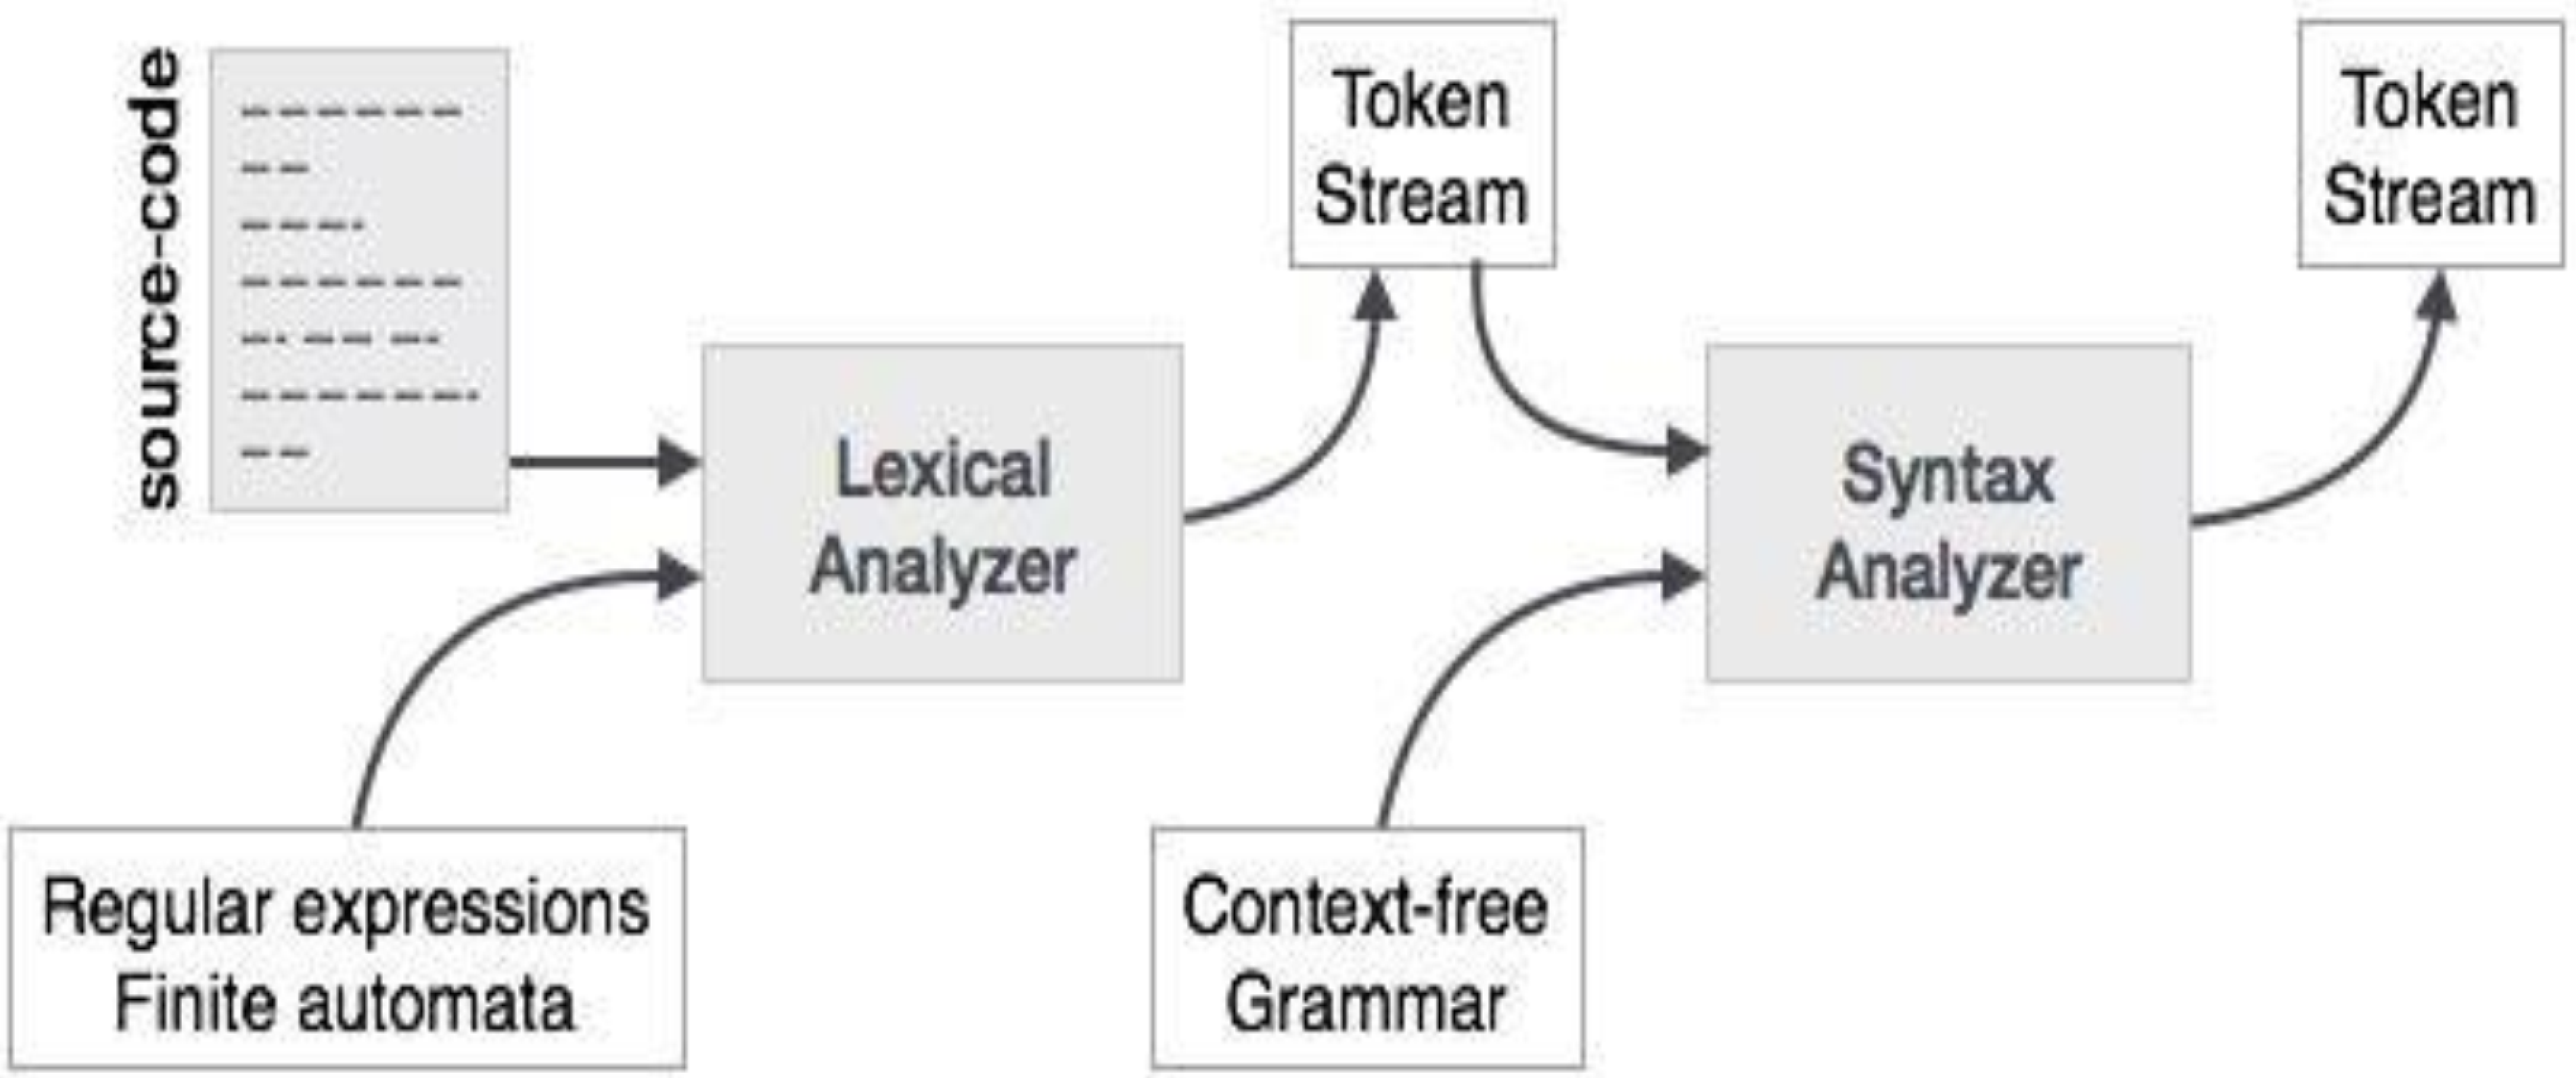 source-code
Token
Stream
Token
Stream
Lexical
Analyzer
Syntax
Analyzer
Regular expressions
Finite automata
Context-free
Grammar